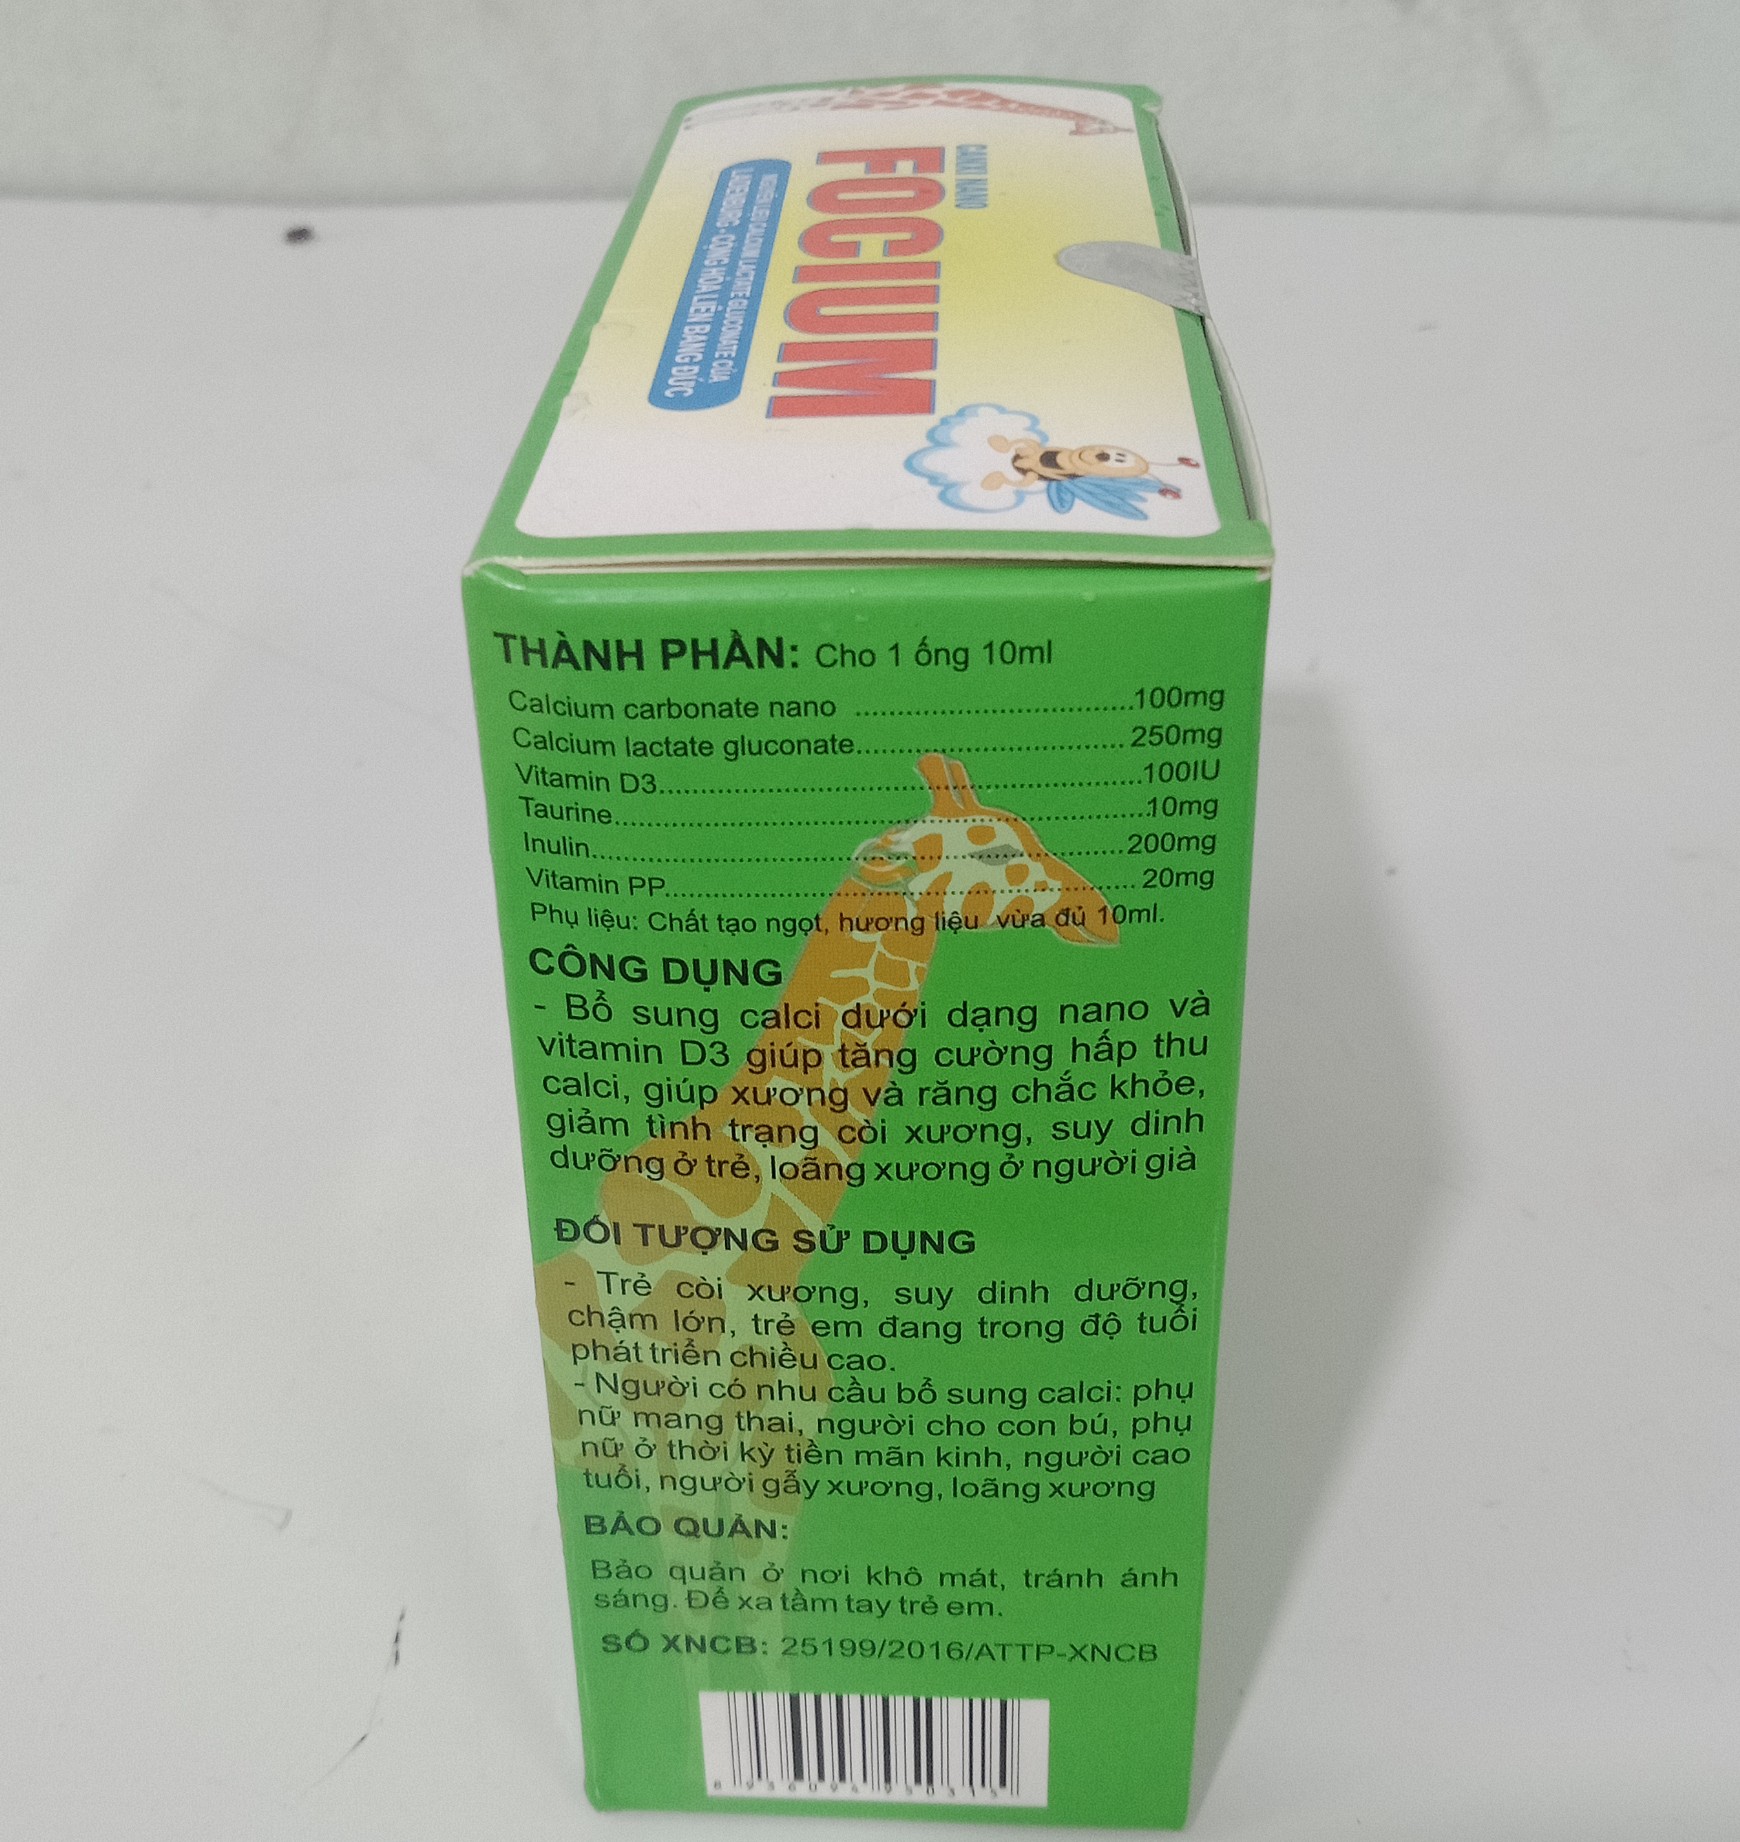 CANXI NANO
FOCIUM
NGUYÊN LIỆU CALCIUM LACTATE GLUCONATE CỦA
CỘNG HÒA LIÊN BANG ĐỨC
THÀNH PHẦN: Cho 1 ống 10ml
Calcium carbonate nano ................................100mg
Calcium lactate gluconate................................ 250mg
Vitamin D3................................100IU
Taurine................................10mg
Inulin................................200mg
Vitamin PP................................ 20mg
Phụ liệu: Chất tạo ngọt, hương liệu vừa đủ 10ml.
CÔNG DỤNG
- Bổ sung calci dưới dạng nano và
vitamin D3 giúp tăng cường hấp thu
calci, giúp xương và răng chắc khỏe,
giảm tình trạng còi xương, suy dinh
dưỡng ở trẻ, loãng xương ở người già
ĐỐI TƯỢNG SỬ DỤNG
- Trẻ còi xương, suy dinh dưỡng,
chậm lớn, trẻ em đang trong độ tuổi
phát triển chiều cao.
- Người có nhu cầu bổ sung calci: phụ
nữ mang thai, người cho con bú, phụ
nữ ở thời kỳ tiền mãn kinh, người cao
tuổi, người gẫy xương, loãng xương
BẢO QUẢN:
Bảo quản ở nơi khô mát, tránh ánh
sáng. Để xa tầm tay trẻ em.
SỐ XNCB: 25199/2016/ATTP-XNCB